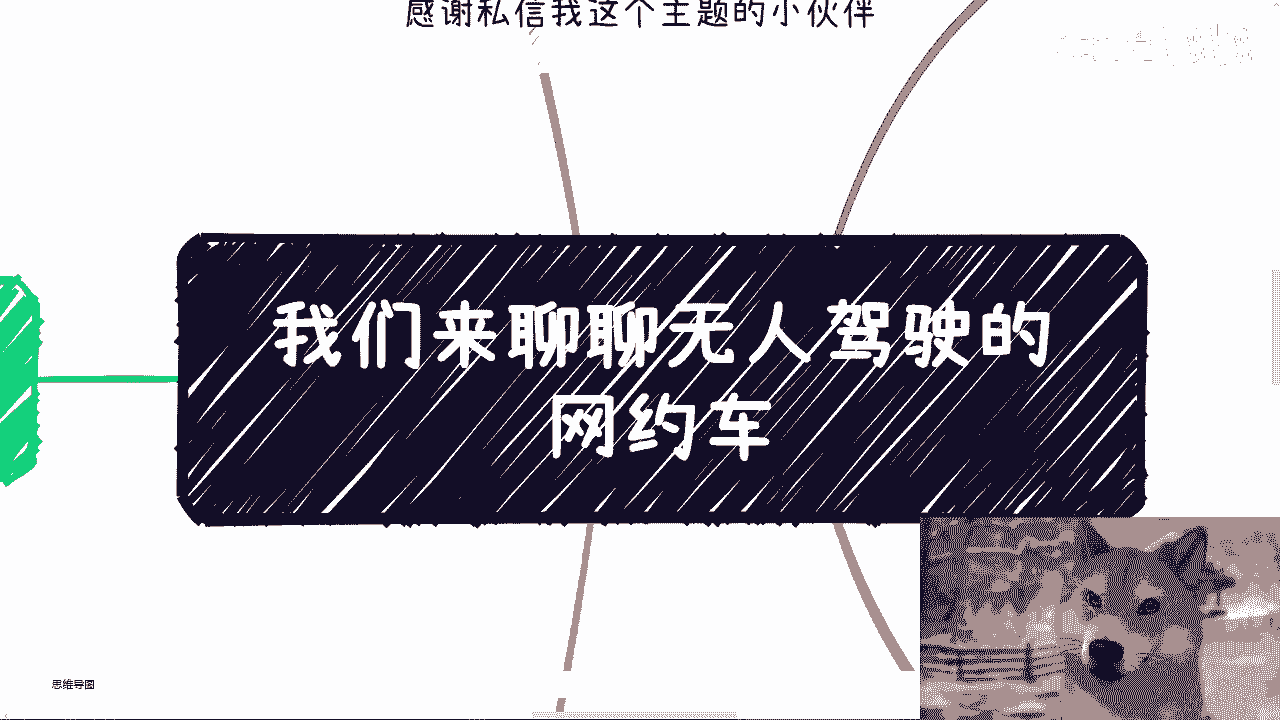 感谢私信我这个主题的小伙伴
我们来聊聊无人驾驶的
网约车
思维导图